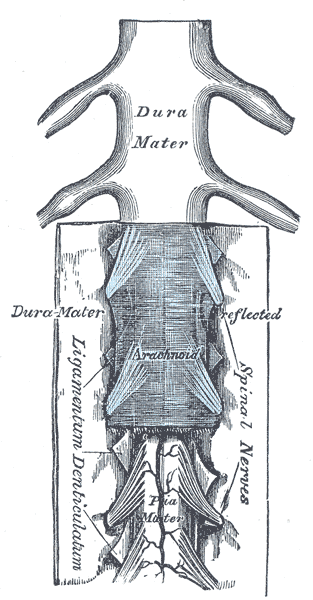 Dura
Mater
Dura-Mater
reflected
Arachnoid
Ligamentum Denticulatum
Spinal Nerves
Pia
Mater